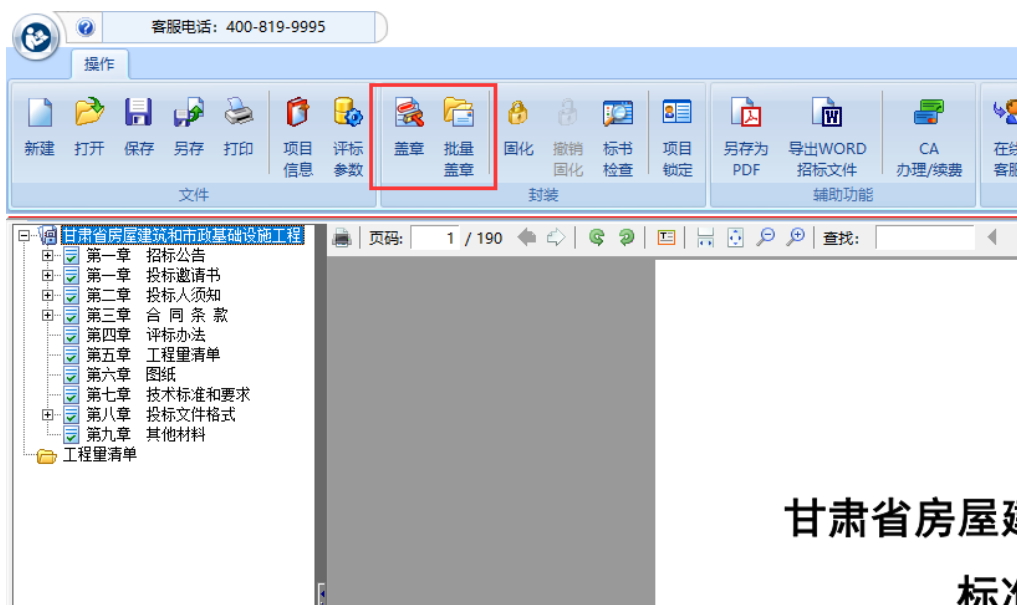 客服电话：400-819-9995
操作
新建 打开 保存 另存 打印 项目信息 评标参数 盖章 批量盖章 固化 撤销固化 标书检查 项目锁定 另存为PDF 导出WORD招标文件 CA办理/续费
文件 封装 辅助功能
甘肃省房屋建筑和市政基础设施工程
页码: 1 / 190 查找:
第一章 招标公告
第一章 投标邀请书
第二章 投标人须知
第三章 合 同 条 款
第四章 评标办法
第五章 工程量清单
第六章 图纸
第七章 技术标准和要求
第八章 投标文件格式
第九章 其他材料
工程量清单
甘肃省房屋
标